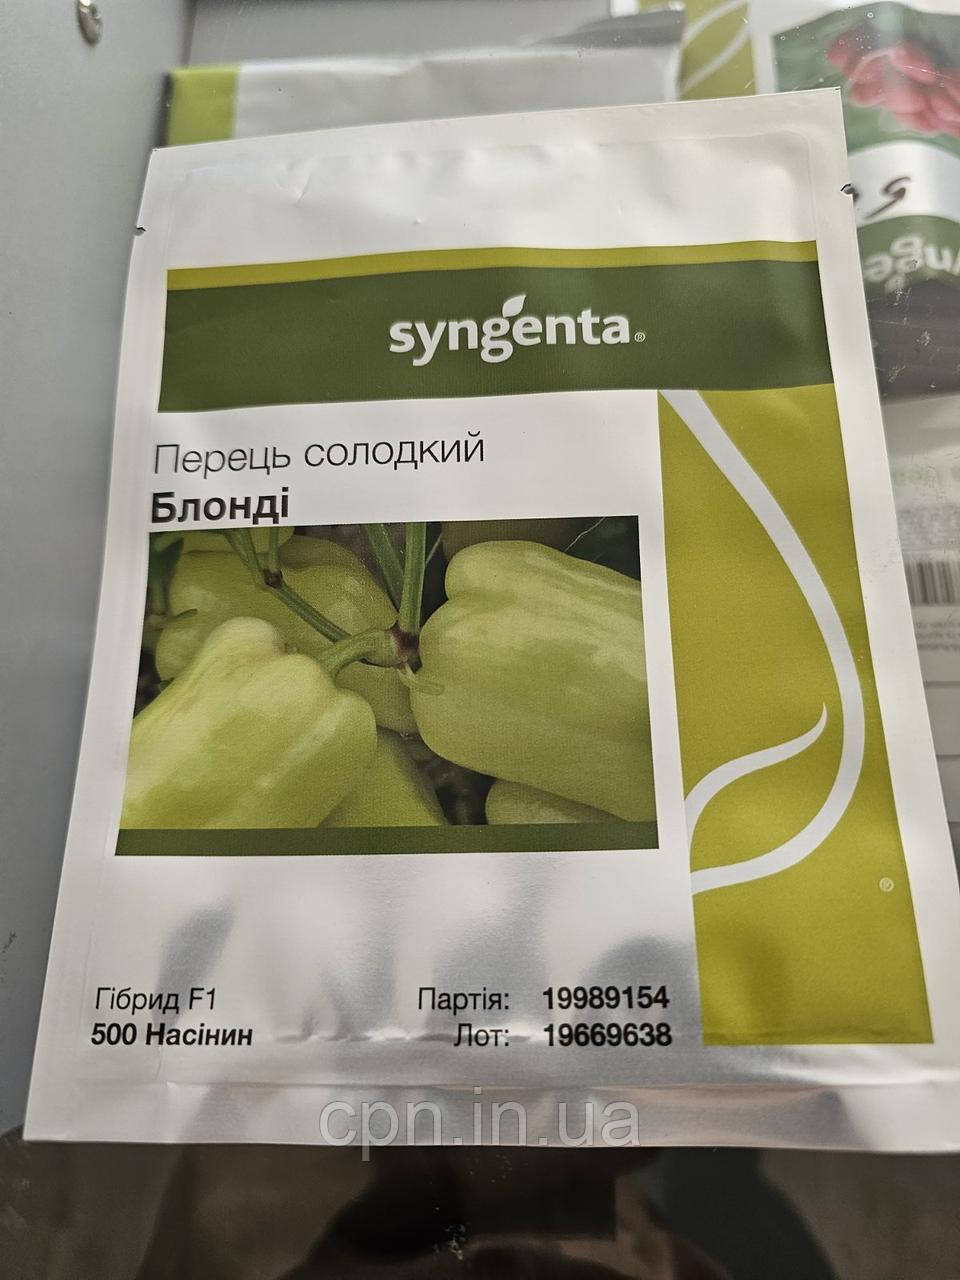 syngenta®
Перець солодкий
Блонді
®
Гібрид F1
500 Насінин
Партія: 19989154
Лот: 19669638
cpn.in.ua